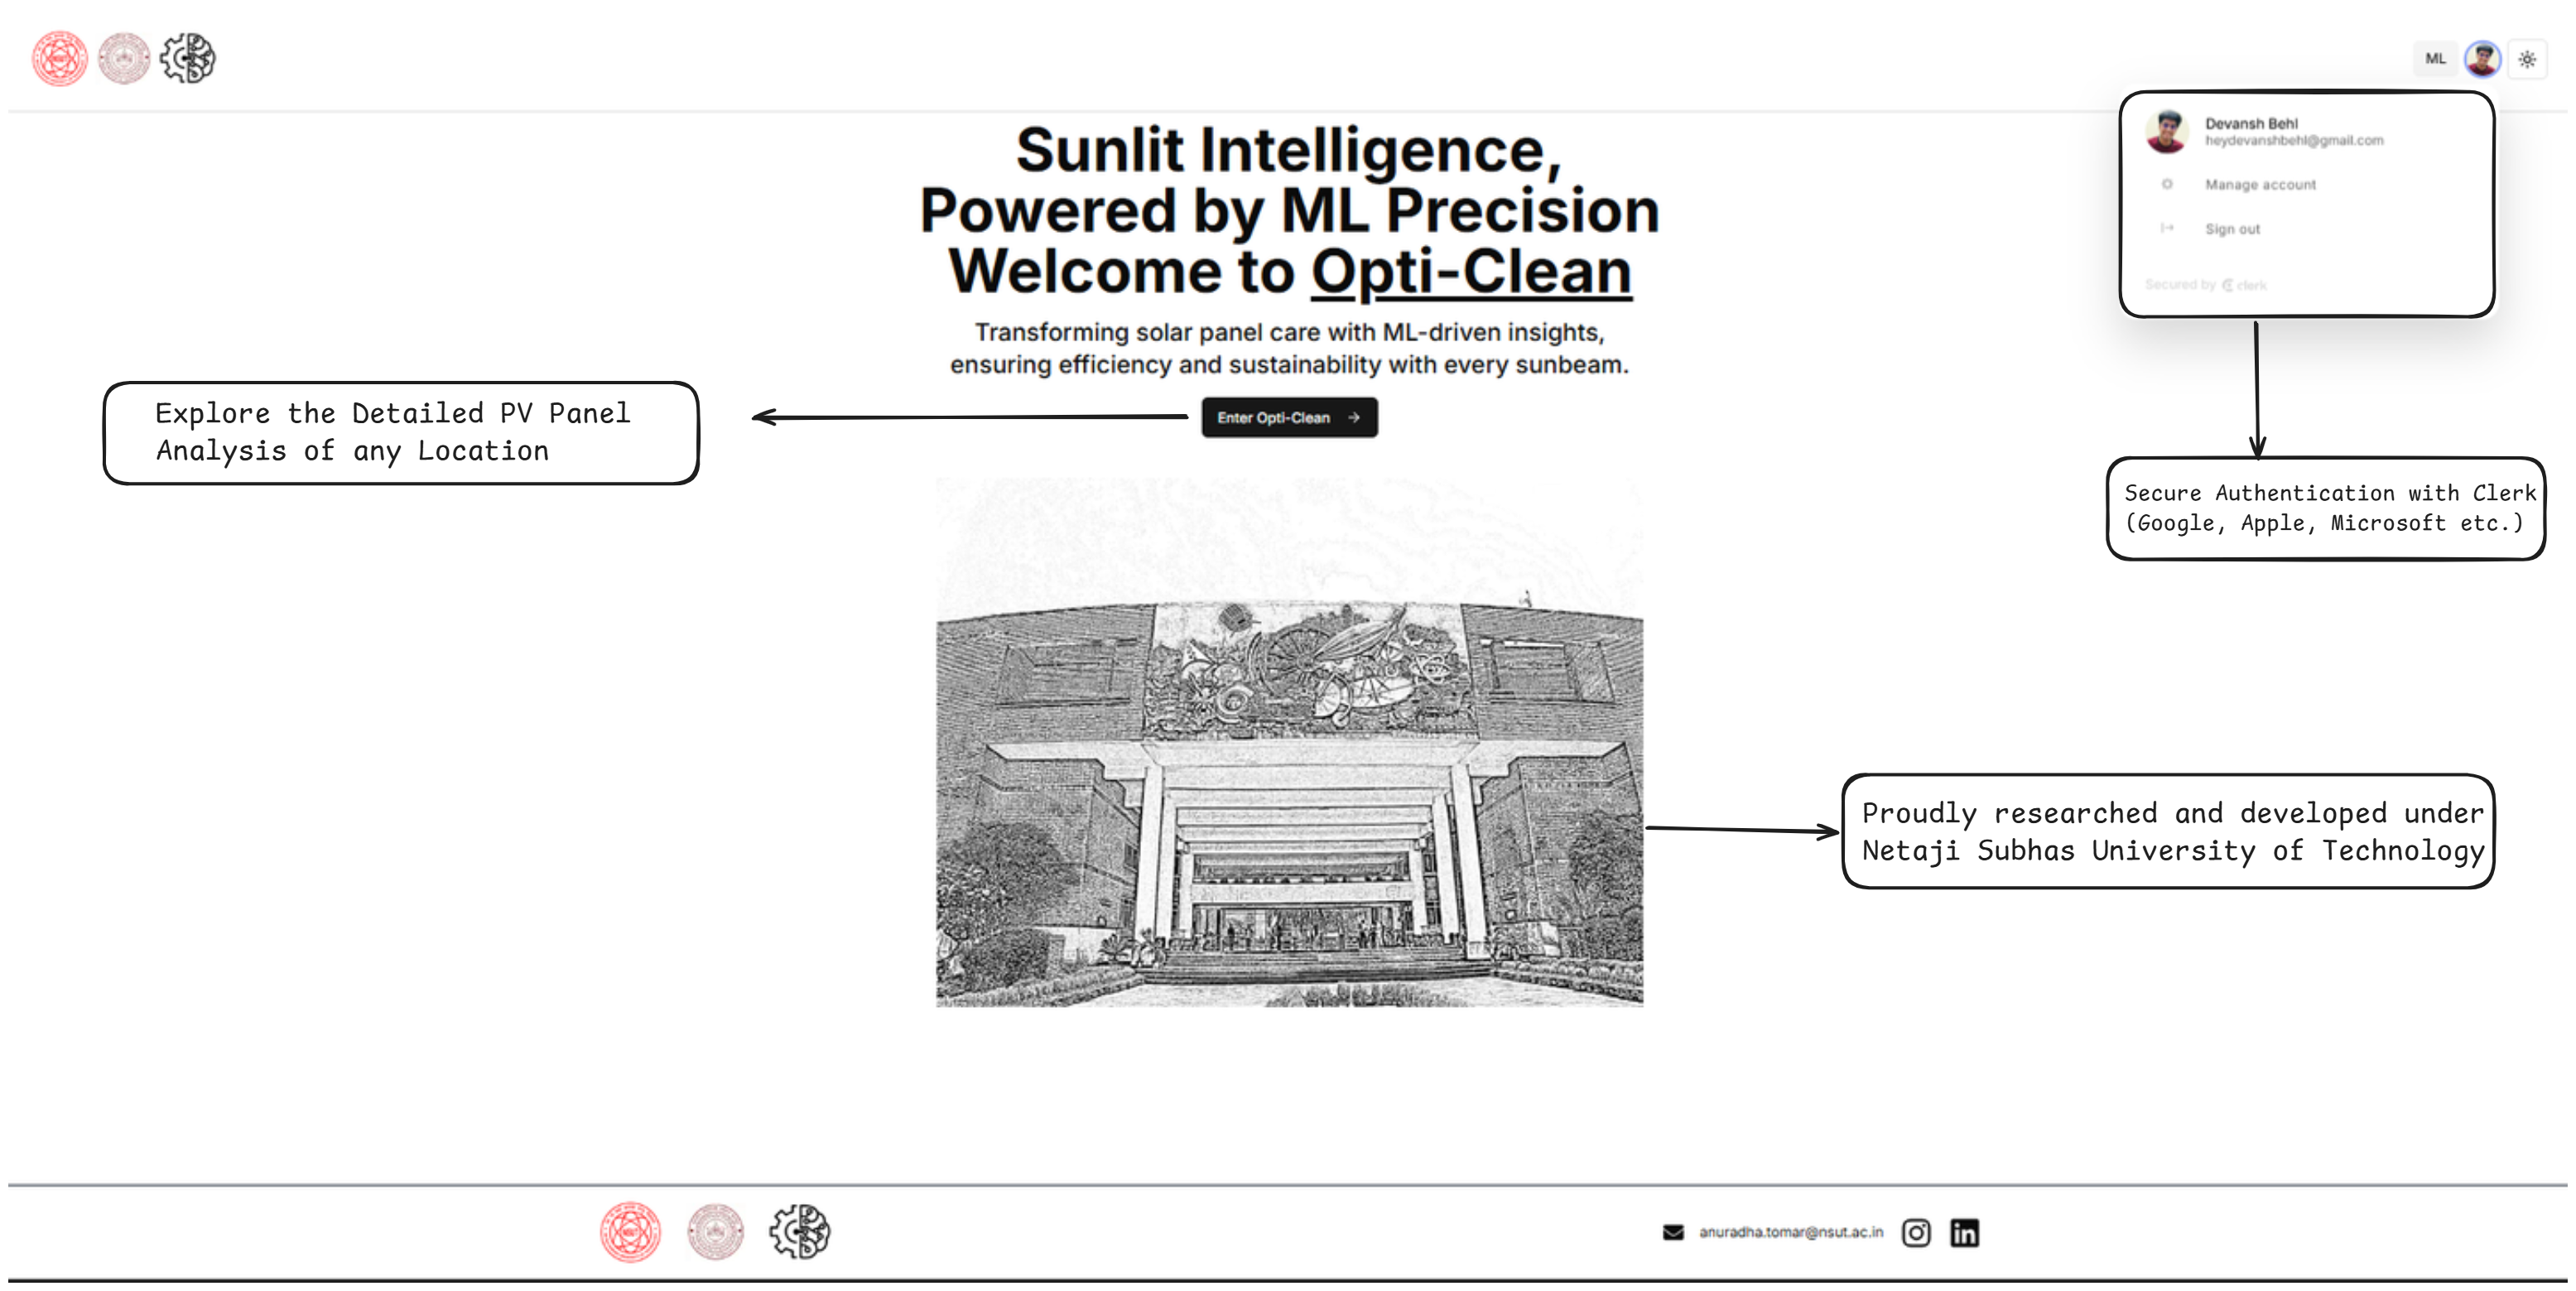 ML
Devansh Behl
heydevanshbehl@gmail.com
Manage account
Sign out
Secured by clerk
Sunlit Intelligence,
Powered by ML Precision
Welcome to Opti-Clean
Transforming solar panel care with ML-driven insights,
ensuring efficiency and sustainability with every sunbeam.
Enter Opti-Clean →
Explore the Detailed PV Panel
Analysis of any Location
Secure Authentication with Clerk
(Google, Apple, Microsoft etc.)
Proudly researched and developed under
Netaji Subhas University of Technology
anuradha.tomar@nsut.ac.in
in